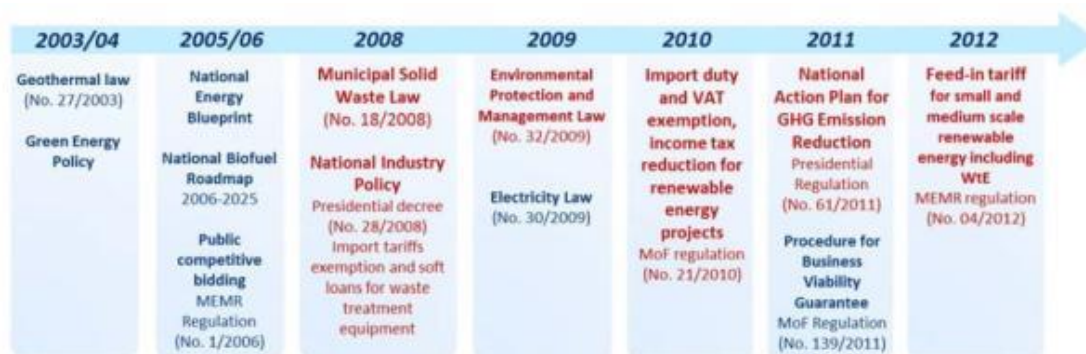 2003/04
2005/06
2008
2009
2010
2011
2012
Geothermal law
(No. 27/2003)
Green Energy
Policy
National
Energy
Blueprint
National Biofuel
Roadmap
2006-2025
Public
competitive
bidding
MEMR
Regulation
(No. 1/2006)
Municipal Solid
Waste Law
(No. 18/2008)
National Industry
Policy
Presidential decree
(No. 28/2008)
Import tariffs
exemption and soft
loans for waste
treatment
equipment
Environmental
Protection and
Management Law
(No. 32/2009)
Electricity Law
(No. 30/2009)
Import duty
and VAT
exemption,
income tax
reduction for
renewable
energy
projects
MoF regulation
(No. 21/2010)
National
Action Plan for
GHG Emission
Reduction
Presidential
Regulation
(No. 61/2011)
Procedure for
Business
Viability
Guarantee
MoF Regulation
(No. 139/2011)
Feed-in tariff
for small and
medium scale
renewable
energy including
WtE
MEMR regulation
(No. 04/2012)